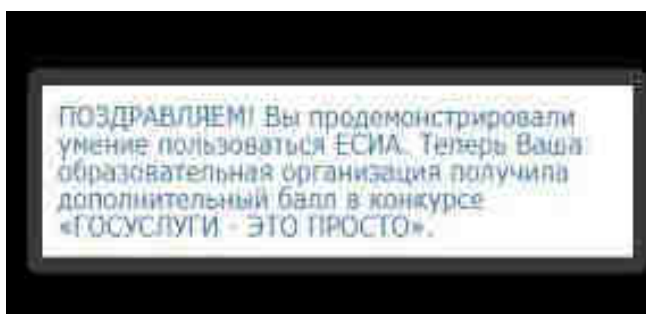 ПОЗДРАВЛЯЕМ! Вы продемонстрировали
умение пользоваться ЕСИА. Теперь Ваша
образовательная организация получила
дополнительный балл в конкурсе
«ГОСУСЛУГИ - ЭТО ПРОСТО».